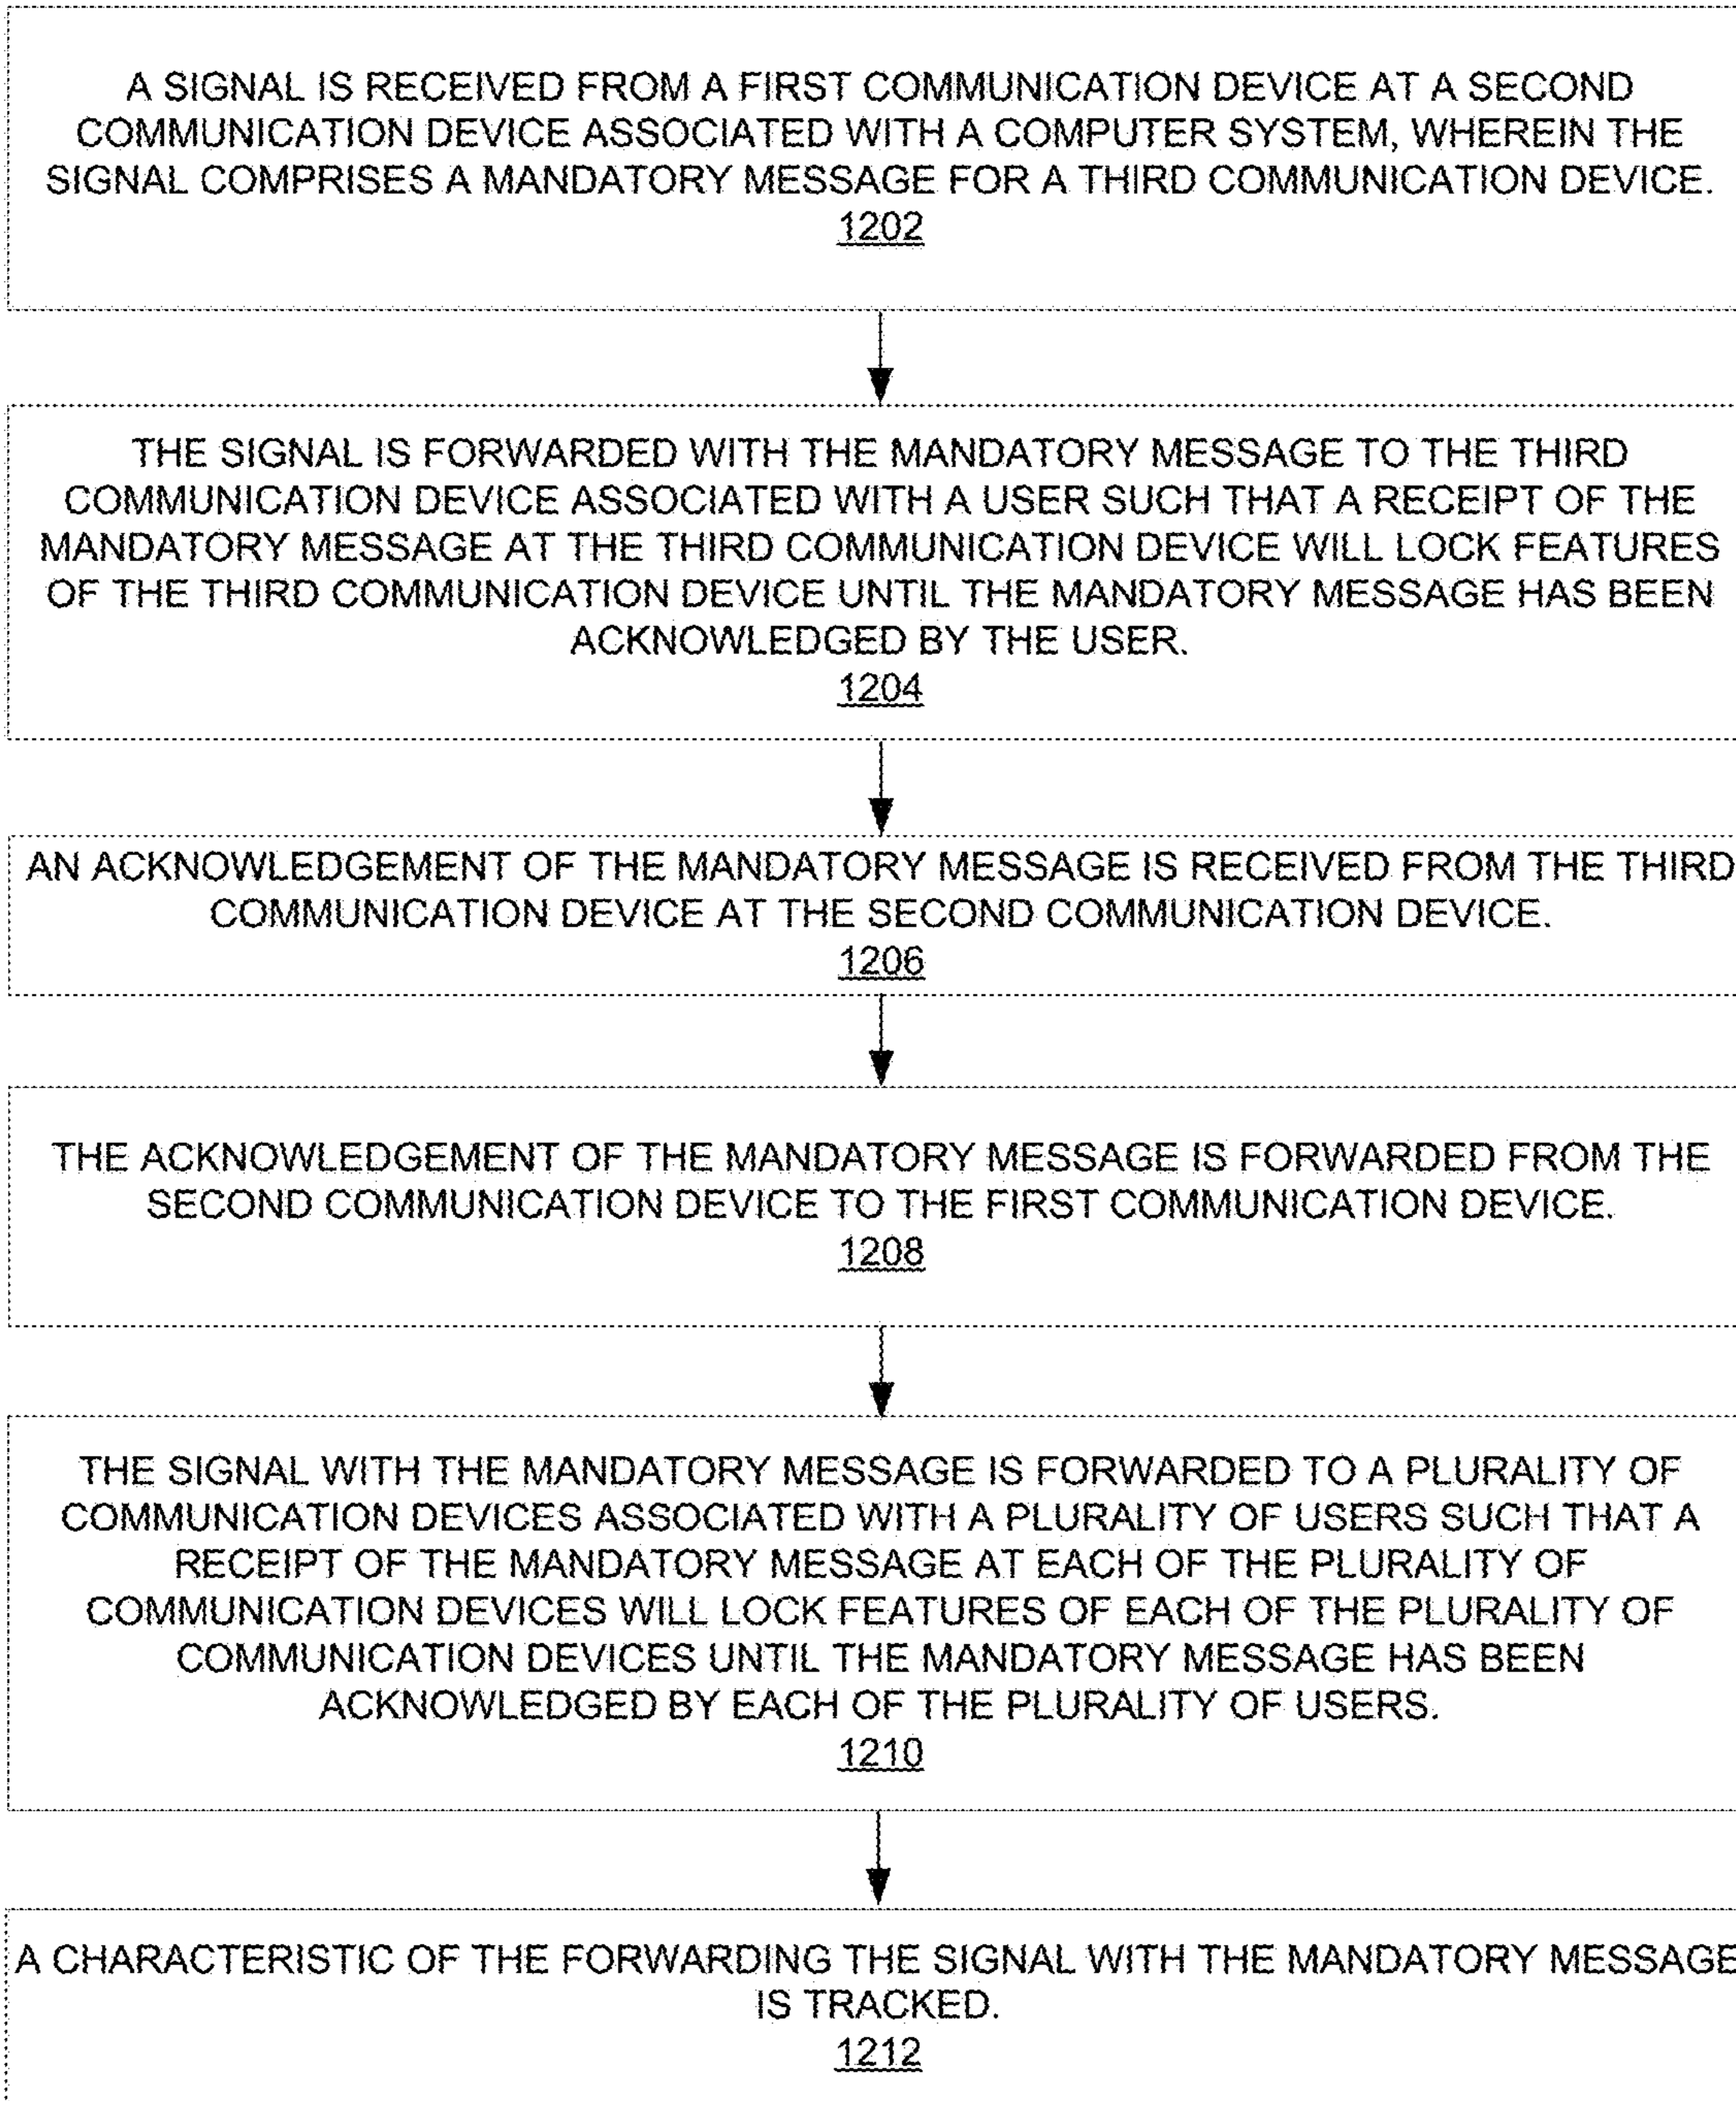 A SIGNAL IS RECEIVED FROM A FIRST COMMUNICATION DEVICE AT A SECOND
COMMUNICATION DEVICE ASSOCIATED WITH A COMPUTER SYSTEM, WHEREIN THE
SIGNAL COMPRISES A MANDATORY MESSAGE FOR A THIRD COMMUNICATION DEVICE.
1202
THE SIGNAL IS FORWARDED WITH THE MANDATORY MESSAGE TO THE THIRD
COMMUNICATION DEVICE ASSOCIATED WITH A USER SUCH THAT A RECEIPT OF THE
MANDATORY MESSAGE AT THE THIRD COMMUNICATION DEVICE WILL LOCK FEATURES
OF THE THIRD COMMUNICATION DEVICE UNTIL THE MANDATORY MESSAGE HAS BEEN
ACKNOWLEDGED BY THE USER.
1204
AN ACKNOWLEDGEMENT OF THE MANDATORY MESSAGE IS RECEIVED FROM THE THIRD
COMMUNICATION DEVICE AT THE SECOND COMMUNICATION DEVICE.
1206
THE ACKNOWLEDGEMENT OF THE MANDATORY MESSAGE IS FORWARDED FROM THE
SECOND COMMUNICATION DEVICE TO THE FIRST COMMUNICATION DEVICE.
1208
THE SIGNAL WITH THE MANDATORY MESSAGE IS FORWARDED TO A PLURALITY OF
COMMUNICATION DEVICES ASSOCIATED WITH A PLURALITY OF USERS SUCH THAT A
RECEIPT OF THE MANDATORY MESSAGE AT EACH OF THE PLURALITY OF
COMMUNICATION DEVICES WILL LOCK FEATURES OF EACH OF THE PLURALITY OF
COMMUNICATION DEVICES UNTIL THE MANDATORY MESSAGE HAS BEEN
ACKNOWLEDGED BY EACH OF THE PLURALITY OF USERS.
1210
A CHARACTERISTIC OF THE FORWARDING THE SIGNAL WITH THE MANDATORY MESSAGE
IS TRACKED.
1212